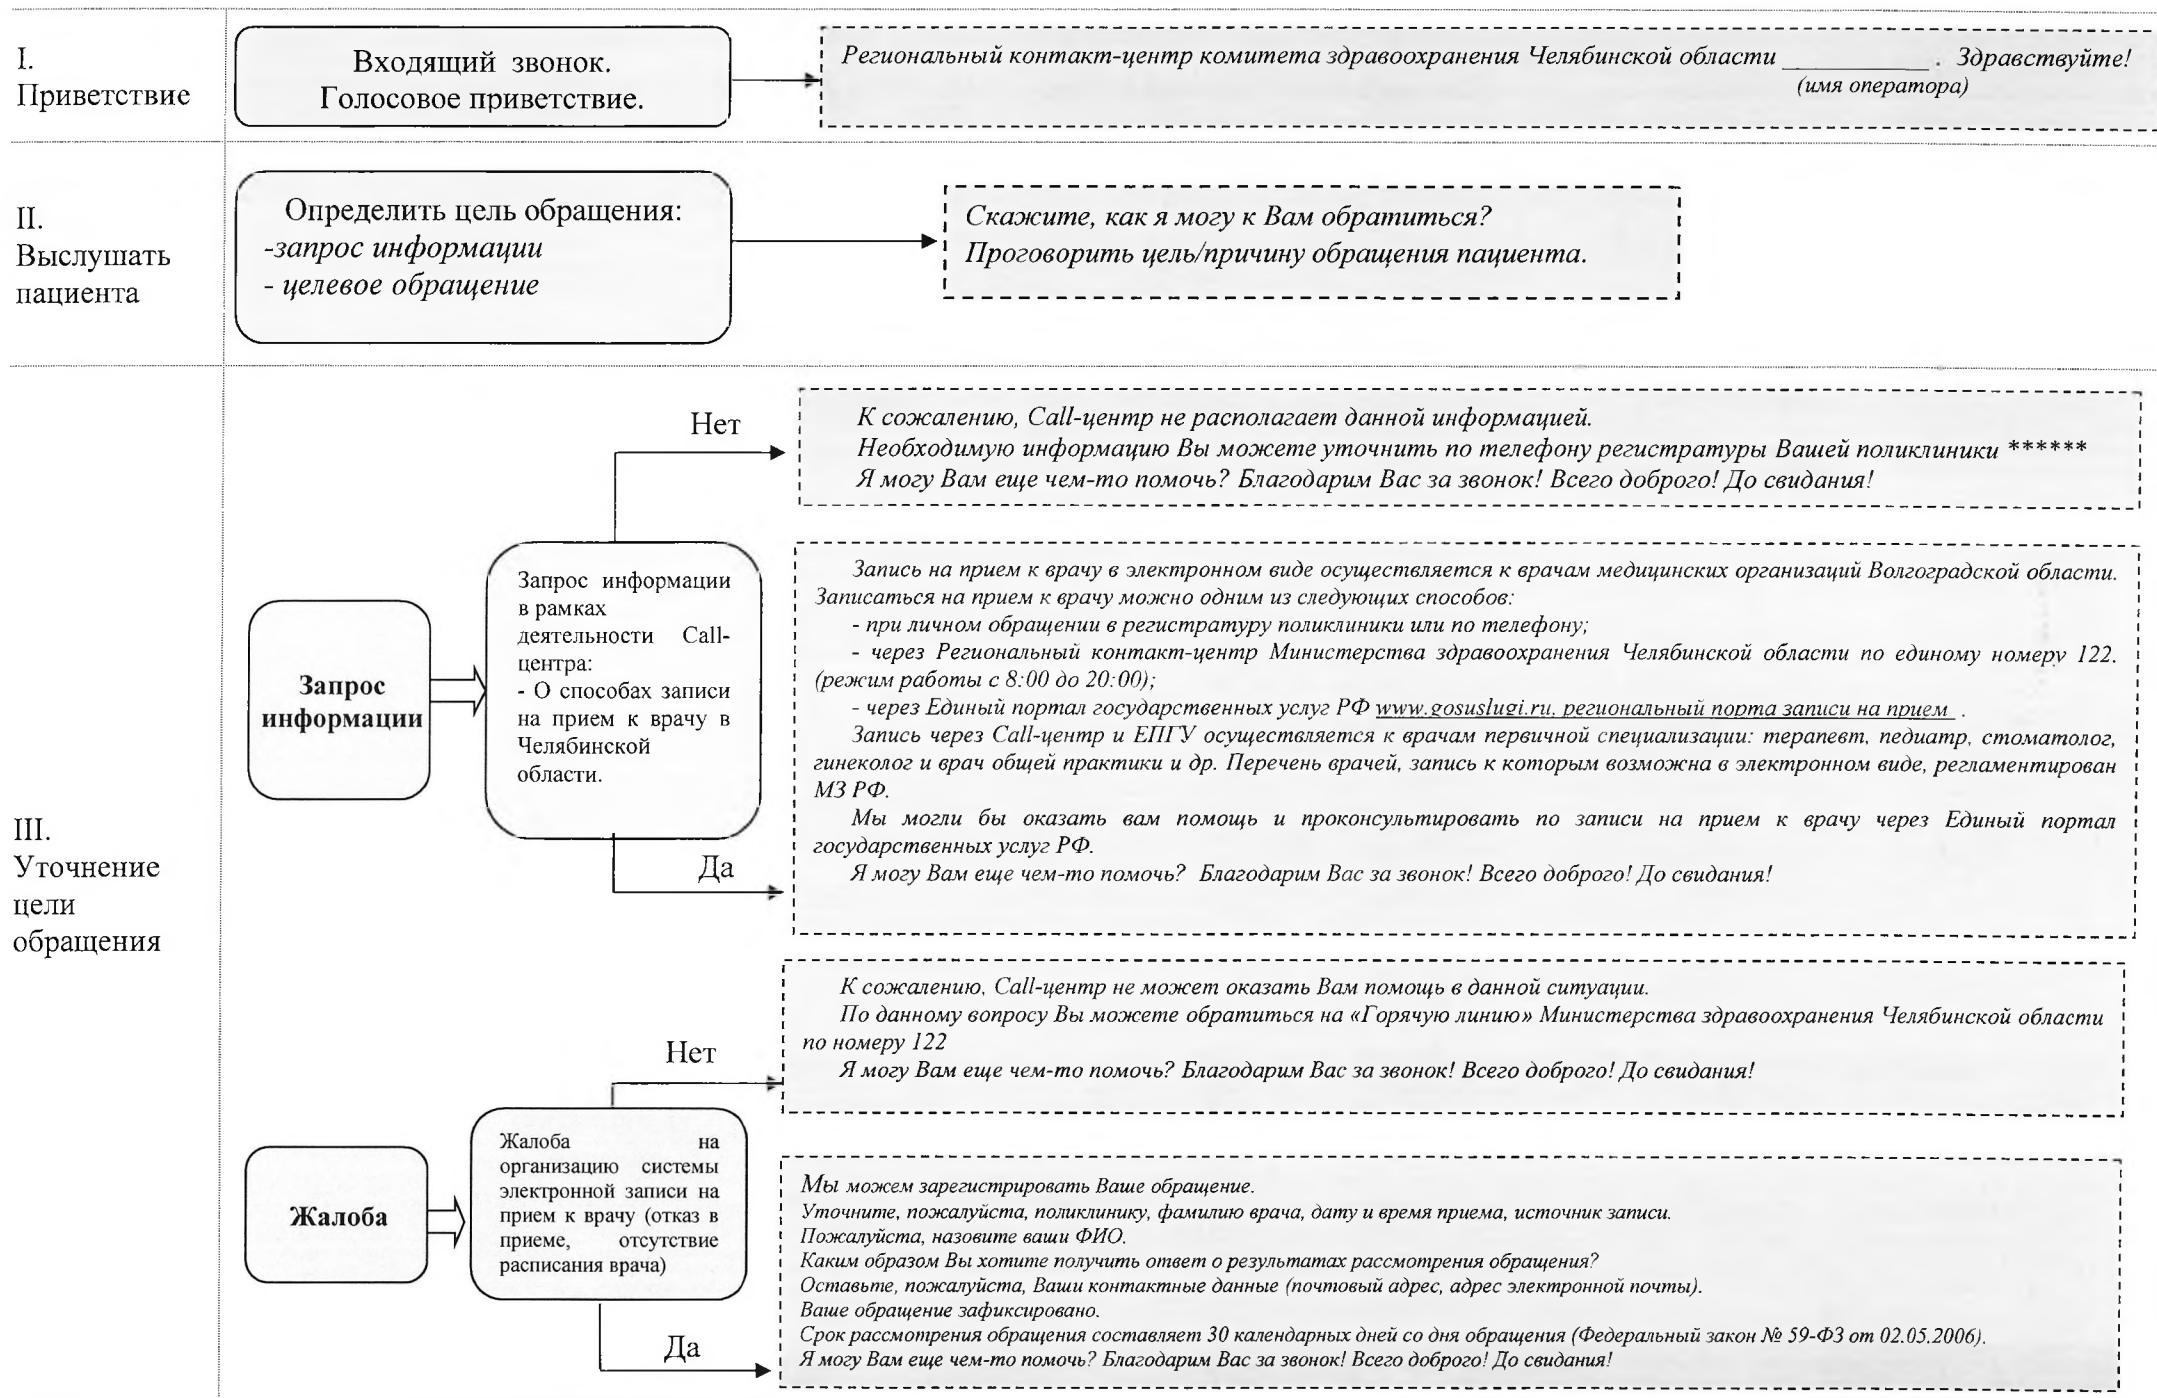 I.
Приветствие
Входящий звонок.
Голосовое приветствие.
Региональный контакт-центр комитета здравоохранения Челябинской области ___________ . Здравствуйте!
(имя оператора)
II.
Выслушать
пациента
Определить цель обращения:
-запрос информации
- целевое обращение
Скажите, как я могу к Вам обратиться?
Проговорить цель/причину обращения пациента.
III.
Уточнение
цели
обращения
Запрос
информации
Запрос информации
в рамках
деятельности Call-
центра:
- О способах записи
на прием к врачу в
Челябинской
области.
Нет
К сожалению, Call-центр не располагает данной информацией.
Необходимую информацию Вы можете уточнить по телефону регистратуры Вашей поликлиники ******
Я могу Вам еще чем-то помочь? Благодарим Вас за звонок! Всего доброго! До свидания!
Да
Запись на прием к врачу в электронном виде осуществляется к врачам медицинских организаций Волгоградской области.
Записаться на прием к врачу можно одним из следующих способов:
- при личном обращении в регистратуру поликлиники или по телефону;
- через Региональный контакт-центр Министерства здравоохранения Челябинской области по единому номеру 122.
(режим работы с 8:00 до 20:00);
- через Единый портал государственных услуг РФ www.gosuslugi.ru, региональный порта записи на прием .
Запись через Call-центр и ЕПГУ осуществляется к врачам первичной специализации: терапевт, педиатр, стоматолог,
гинеколог и врач общей практики и др. Перечень врачей, запись к которым возможна в электронном виде, регламентирован
МЗ РФ.
Мы могли бы оказать вам помощь и проконсультировать по записи на прием к врачу через Единый портал
государственных услуг РФ.
Я могу Вам еще чем-то помочь? Благодарим Вас за звонок! Всего доброго! До свидания!
Жалоба
Жалоба на
организацию системы
электронной записи на
прием к врачу (отказ в
приеме, отсутствие
расписания врача)
Нет
К сожалению, Call-центр не может оказать Вам помощь в данной ситуации.
По данному вопросу Вы можете обратиться на «Горячую линию» Министерства здравоохранения Челябинской области
по номеру 122
Я могу Вам еще чем-то помочь? Благодарим Вас за звонок! Всего доброго! До свидания!
Да
Мы можем зарегистрировать Ваше обращение.
Уточните, пожалуйста, поликлинику, фамилию врача, дату и время приема, источник записи.
Пожалуйста, назовите ваши ФИО.
Каким образом Вы хотите получить ответ о результатах рассмотрения обращения?
Оставьте, пожалуйста, Ваши контактные данные (почтовый адрес, адрес электронной почты).
Ваше обращение зафиксировано.
Срок рассмотрения обращения составляет 30 календарных дней со дня обращения (Федеральный закон № 59-ФЗ от 02.05.2006).
Я могу Вам еще чем-то помочь? Благодарим Вас за звонок! Всего доброго! До свидания!